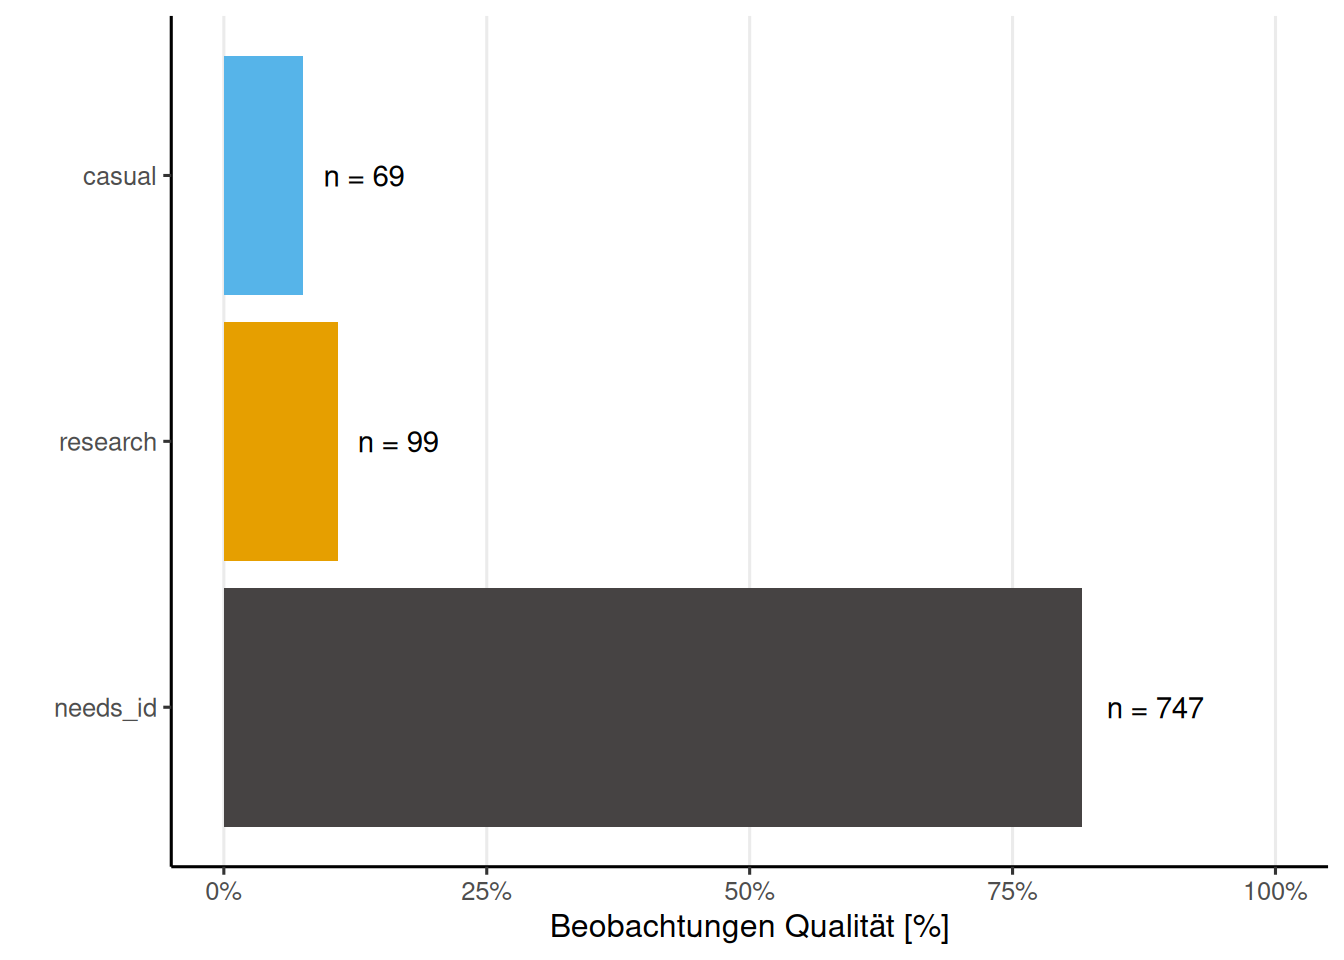 casual
n = 69
research
n = 99
needs_id
n = 747
0% 25% 50% 75% 100%
Beobachtungen Qualität [%]